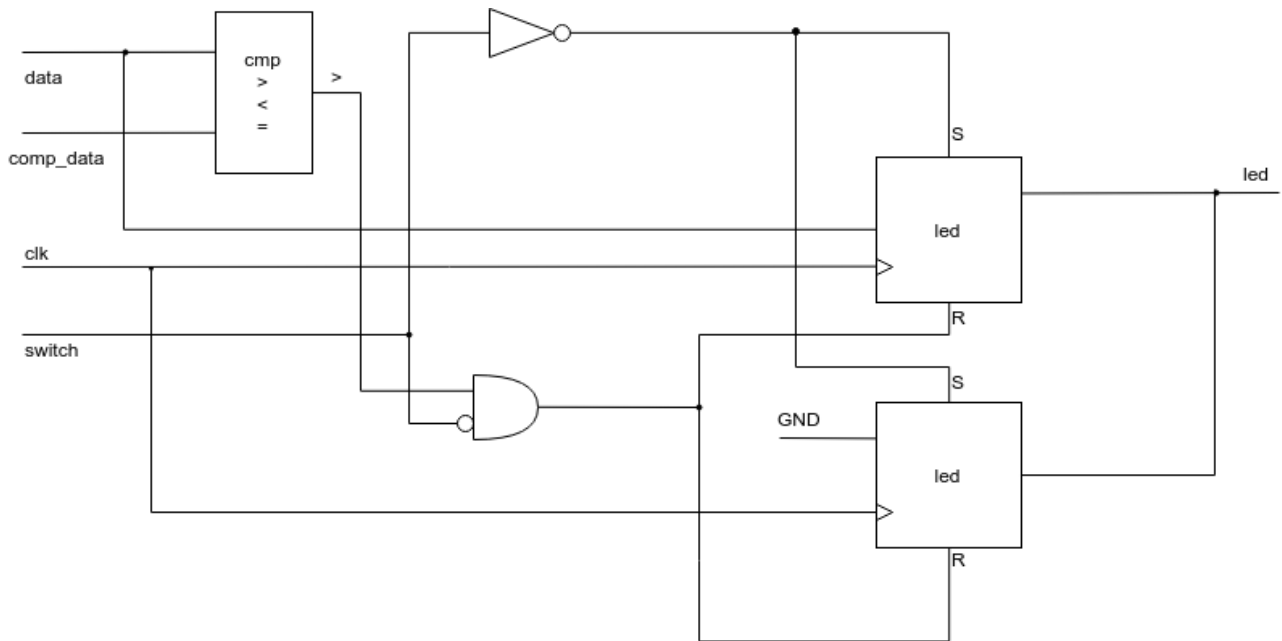 cmp
>
<
=
>
data
comp_data
S
led
led
clk
R
switch
S
GND
led
R